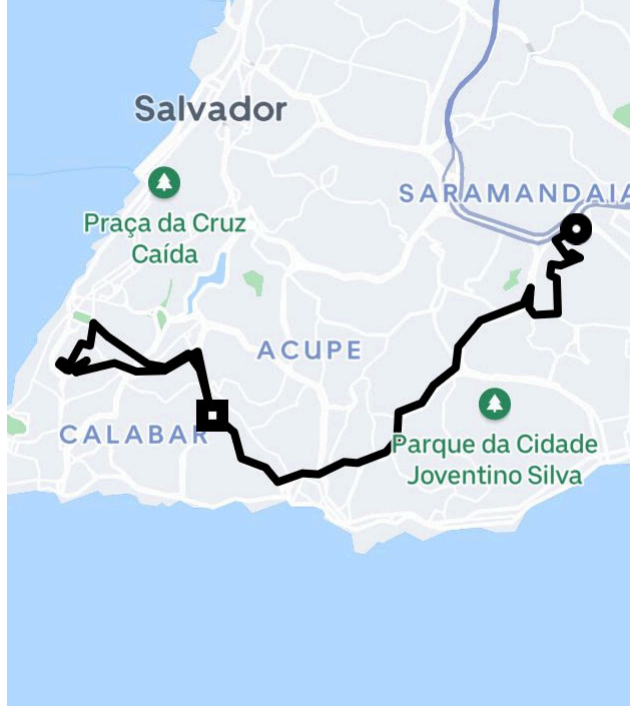 Salvador
SARAMANDAIA
Praça da Cruz
Caída
ACUPE
CALABAR
Parque da Cidade
Joventino Silva